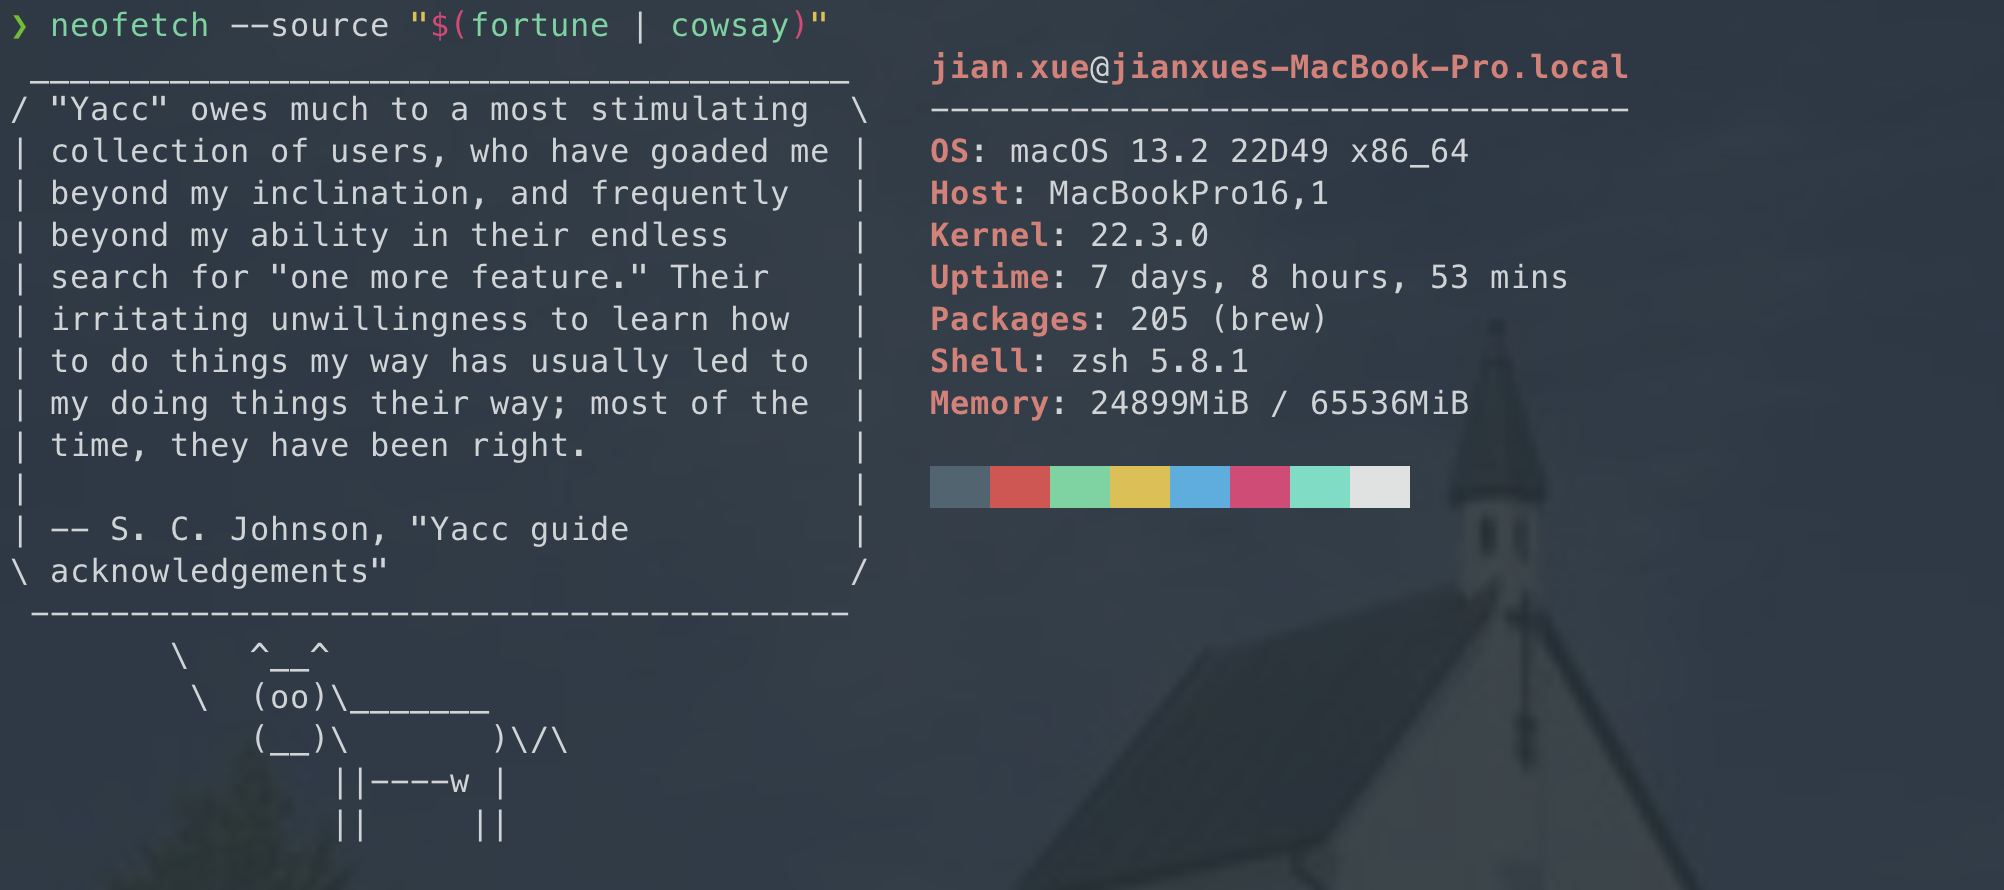 ❯ neofetch --source "$(fortune | cowsay)"
 _________________________________________
/ "Yacc" owes much to a most stimulating  \
| collection of users, who have goaded me |
| beyond my inclination, and frequently   |
| beyond my ability in their endless      |
| search for "one more feature." Their    |
| irritating unwillingness to learn how   |
| to do things my way has usually led to  |
| my doing things their way; most of the  |
| time, they have been right.             |
|                                         |
| -- S. C. Johnson, "Yacc guide           |
\ acknowledgements"                       /
 -----------------------------------------
        \   ^__^
         \  (oo)\_______
            (__)\       )\/\
                ||----w |
                ||     ||
jian.xue@jianxues-MacBook-Pro.local
-----------------------------------
OS: macOS 13.2 22D49 x86_64
Host: MacBookPro16,1
Kernel: 22.3.0
Uptime: 7 days, 8 hours, 53 mins
Packages: 205 (brew)
Shell: zsh 5.8.1
Memory: 24899MiB / 65536MiB